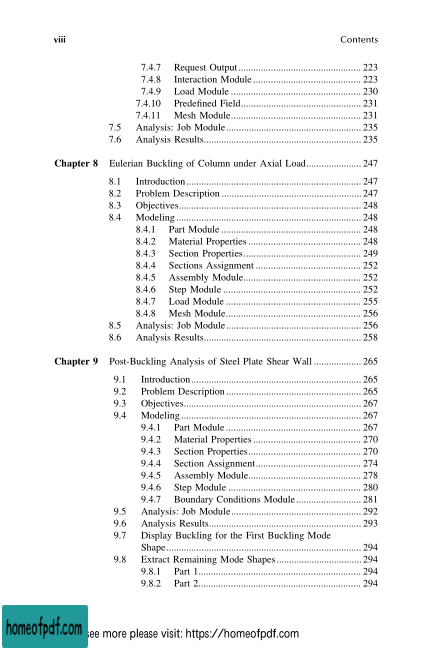 viii Contents
7.4.7 Request Output 223
7.4.8 Interaction Module 223
7.4.9 Load Module 230
7.4.10 Predefined Field 231
7.4.11 Mesh Module 231
7.5 Analysis: Job Module 235
7.6 Analysis Results 235
Chapter 8 Eulerian Buckling of Column under Axial Load 247
8.1 Introduction 247
8.2 Problem Description 247
8.3 Objectives 248
8.4 Modeling 248
8.4.1 Part Module 248
8.4.2 Material Properties 248
8.4.3 Section Properties 249
8.4.4 Sections Assignment 252
8.4.5 Assembly Module 252
8.4.6 Step Module 252
8.4.7 Load Module 255
8.4.8 Mesh Module 256
8.5 Analysis: Job Module 256
8.6 Analysis Results 258
Chapter 9 Post-Buckling Analysis of Steel Plate Shear Wall 265
9.1 Introduction 265
9.2 Problem Description 265
9.3 Objectives 267
9.4 Modeling 267
9.4.1 Part Module 267
9.4.2 Material Properties 270
9.4.3 Section Properties 270
9.4.4 Section Assignment 274
9.4.5 Assembly Module 278
9.4.6 Step Module 280
9.4.7 Boundary Conditions Module 281
9.5 Analysis: Job Module 292
9.6 Analysis Results 293
9.7 Display Buckling for the First Buckling Mode
Shape 294
9.8 Extract Remaining Mode Shapes 294
9.8.1 Part 1 294
9.8.2 Part 2 294
homeofpdf.com
see more please visit: https://homeofpdf.com